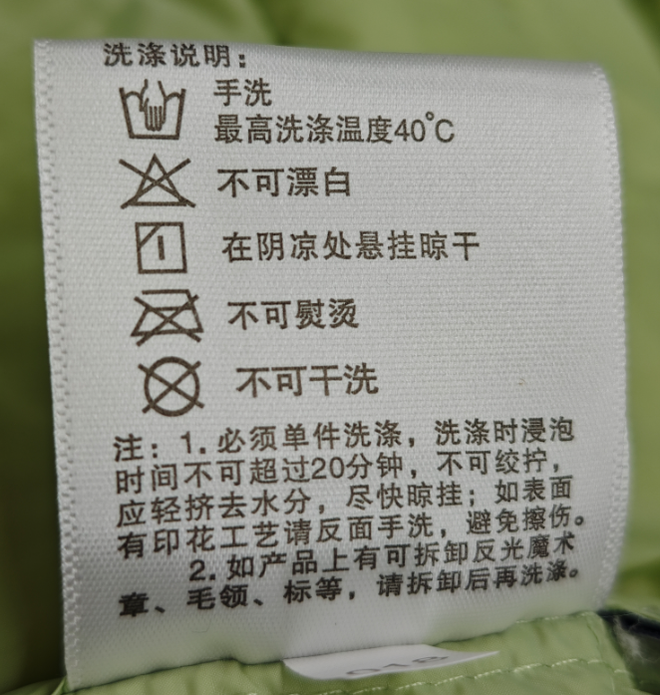 洗涤说明：
手洗
最高洗涤温度40℃
不可漂白
在阴凉处悬挂晾干
不可熨烫
不可干洗
注：1.必须单件洗涤，洗涤时浸泡
时间不可超过20分钟，不可绞拧，
应轻挤去水分，尽快晾挂；如表面
有印花工艺请反面手洗，避免擦伤。
2.如产品上有可拆卸反光魔术
章、毛领、标等，请拆卸后再洗涤。